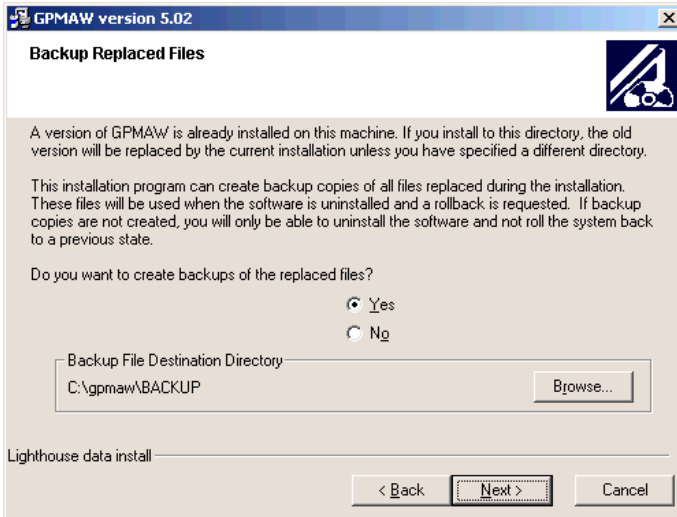 GPMAW version 5.02
Backup Replaced Files
A version of GPMAW is already installed on this machine. If you install to this directory, the old
version will be replaced by the current installation unless you have specified a different directory.
This installation program can create backup copies of all files replaced during the installation.
These files will be used when the software is uninstalled and a rollback is requested. If backup
copies are not created, you will only be able to uninstall the software and not roll the system back
to a previous state.
Do you want to create backups of the replaced files?
Yes
No
Backup File Destination Directory
C:\gpmaw\BACKUP
Browse...
Lighthouse data install
< Back
Next >
Cancel